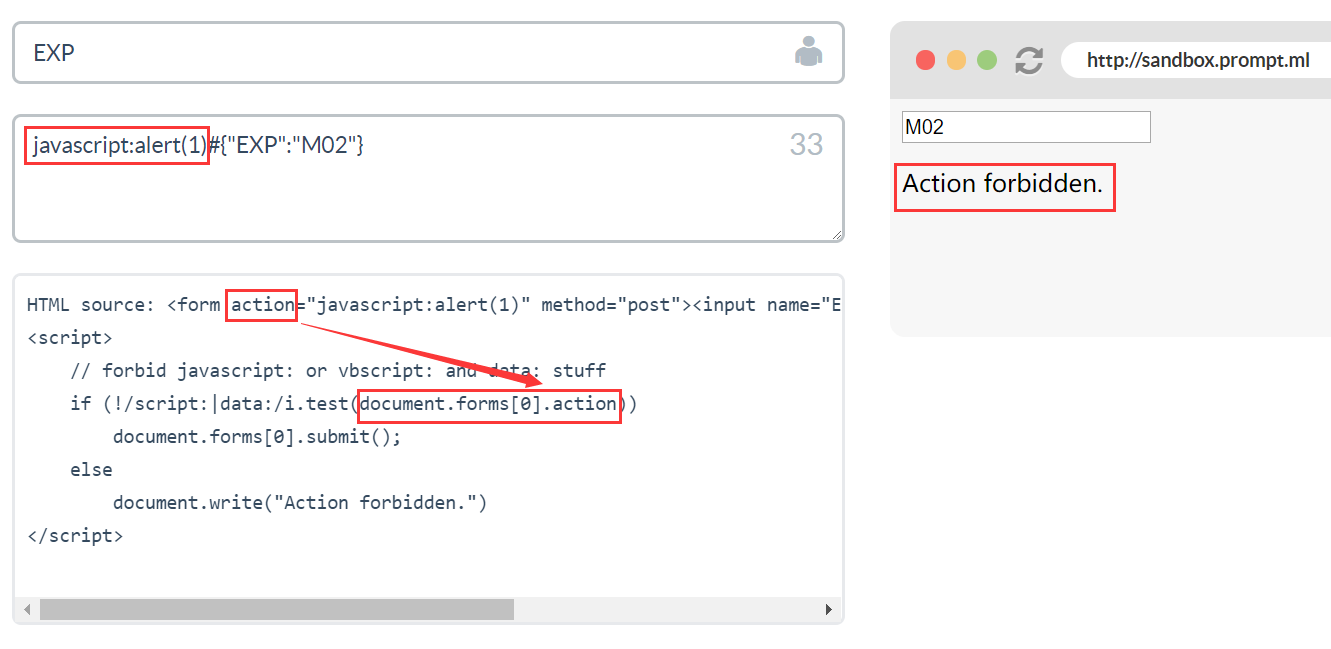 EXP
javascript:alert(1)#{"EXP":"M02"}
33
HTML source: <form action="javascript:alert(1)" method="post"><input name="E
<script>
    // forbid javascript: or vbscript: and data: stuff
    if (!/script:|data:/i.test(document.forms[0].action))
        document.forms[0].submit();
    else
        document.write("Action forbidden.")
</script>
http://sandbox.prompt.ml
M02
Action forbidden.